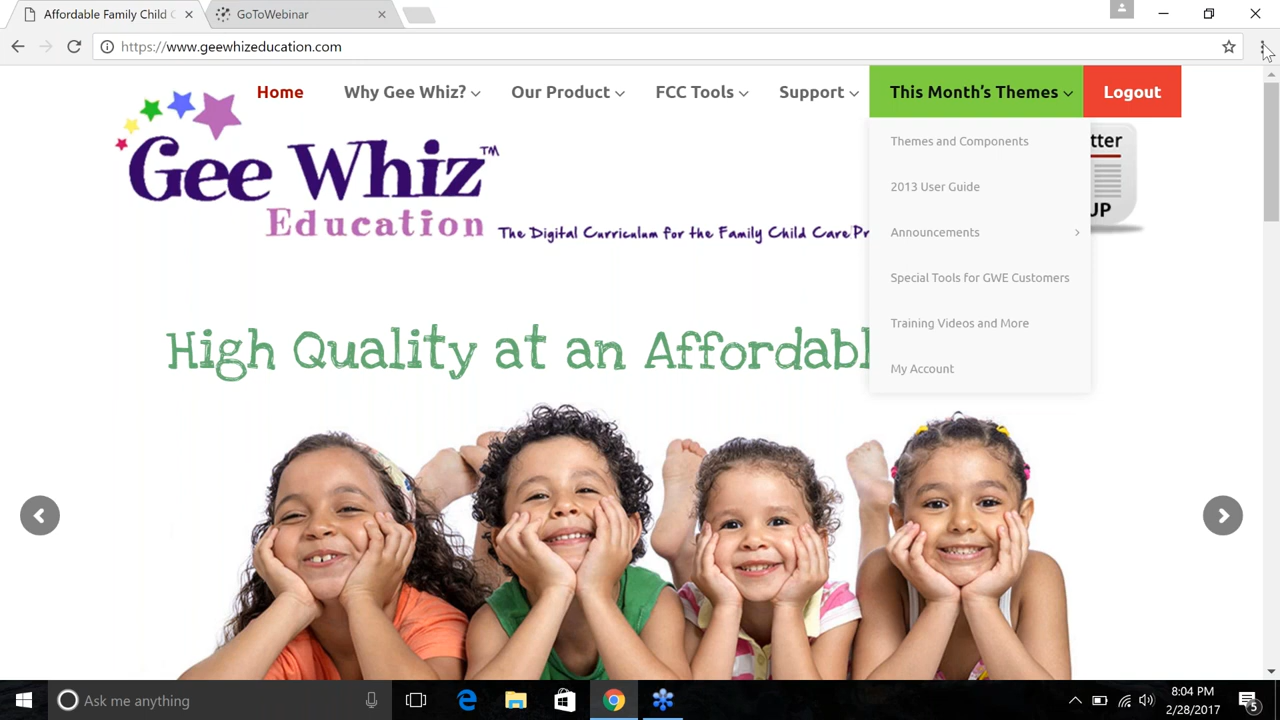 Affordable Family Child C
GoToWebinar
https://www.geewhizeducation.com
Home
Why Gee Whiz?
Our Product
FCC Tools
Support
This Month's Themes
Logout
Themes and Components
2013 User Guide
Announcements
Special Tools for GWE Customers
Training Videos and More
My Account
tter
UP
Gee Whiz™
Education
The Digital Curriculum for the Family Child Care Pr
High Quality at an Affordabl
Ask me anything
8:04 PM
2/28/2017
5